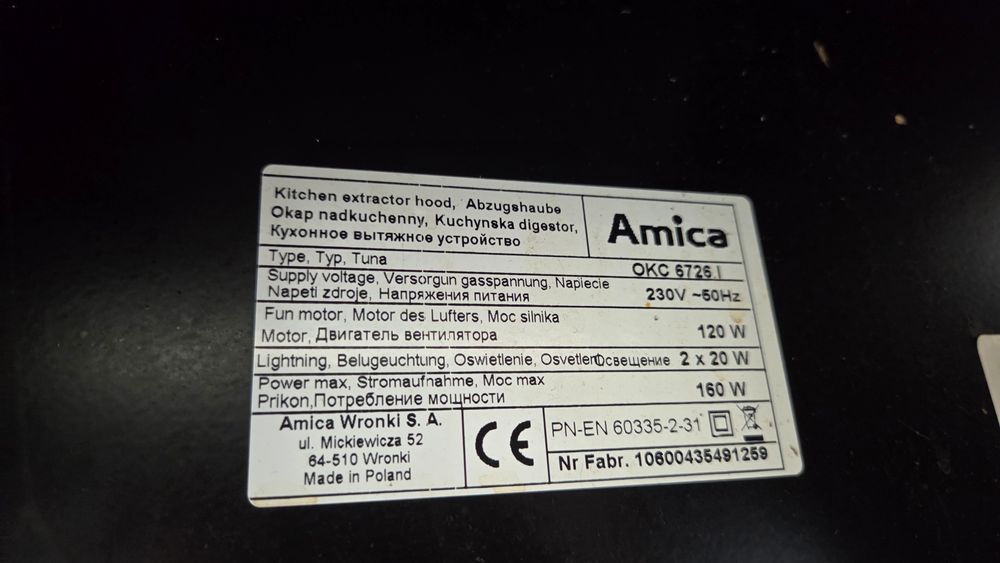 Kitchen extractor hood, Abzugshaube
Okap nadkuchenny, Kuchynska digestor,
Кухонное вытяжное устройство
Amica
Type, Typ, Tuna
OKC 6726.I
Supply voltage, Versorgun gasspannung, Napiecie
Napeti zdroje, Напряжения питания
230V ~50Hz
Fun motor, Motor des Lufters, Moc silnika
Motor, Двигатель вентилятора
120 W
Lightning, Belugeuchtung, Oswietlenie, OsvetlenОсвещение 2 x 20 W
Power max, Stromaufnahme, Moc max
Prikon,Потребление мощности
160 W
Amica Wronki S. A.
ul. Mickiewicza 52
64-510 Wronki
Made in Poland
CE
PN-EN 60335-2-31
Nr Fabr. 10600435491259